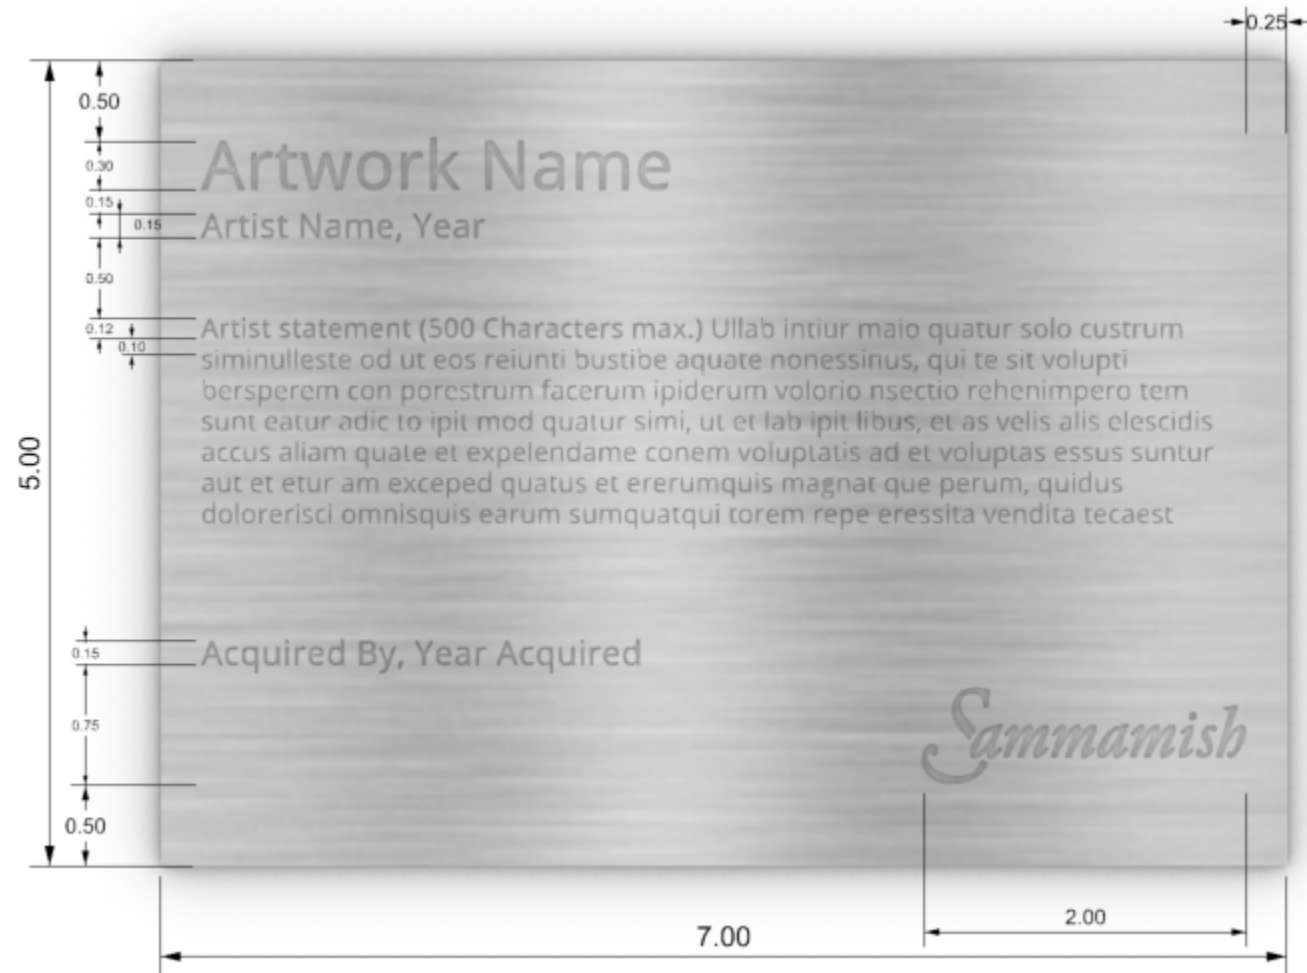 0.25
0.50
Artwork Name
0.30
0.15
0.15
Artist Name, Year
0.50
Artist statement (500 Characters max.) Ullab intiur maio quatur solo custrum
0.12
0.10
siminulleste od ut eos reiunti bustibe aquate nonessinus, qui te sit volupti
bersperem con porestrum facerum ipiderum volorio nsectio rehenimpero tem
sunt eatur adic to ipit mod quatur simi, ut et lab ipit libus, et as velis alis elescidis
accus aliam quate et expelendame conem voluptatis ad et voluptas essus suntur
aut et etur am exceped quatus et ererumquis magnat que perum, quidus
dolorerisci omnisquis earum sumquatqui torem repe eressita vendita tecaest
5.00
0.15
Acquired By, Year Acquired
0.75
Sammamish
0.50
2.00
7.00